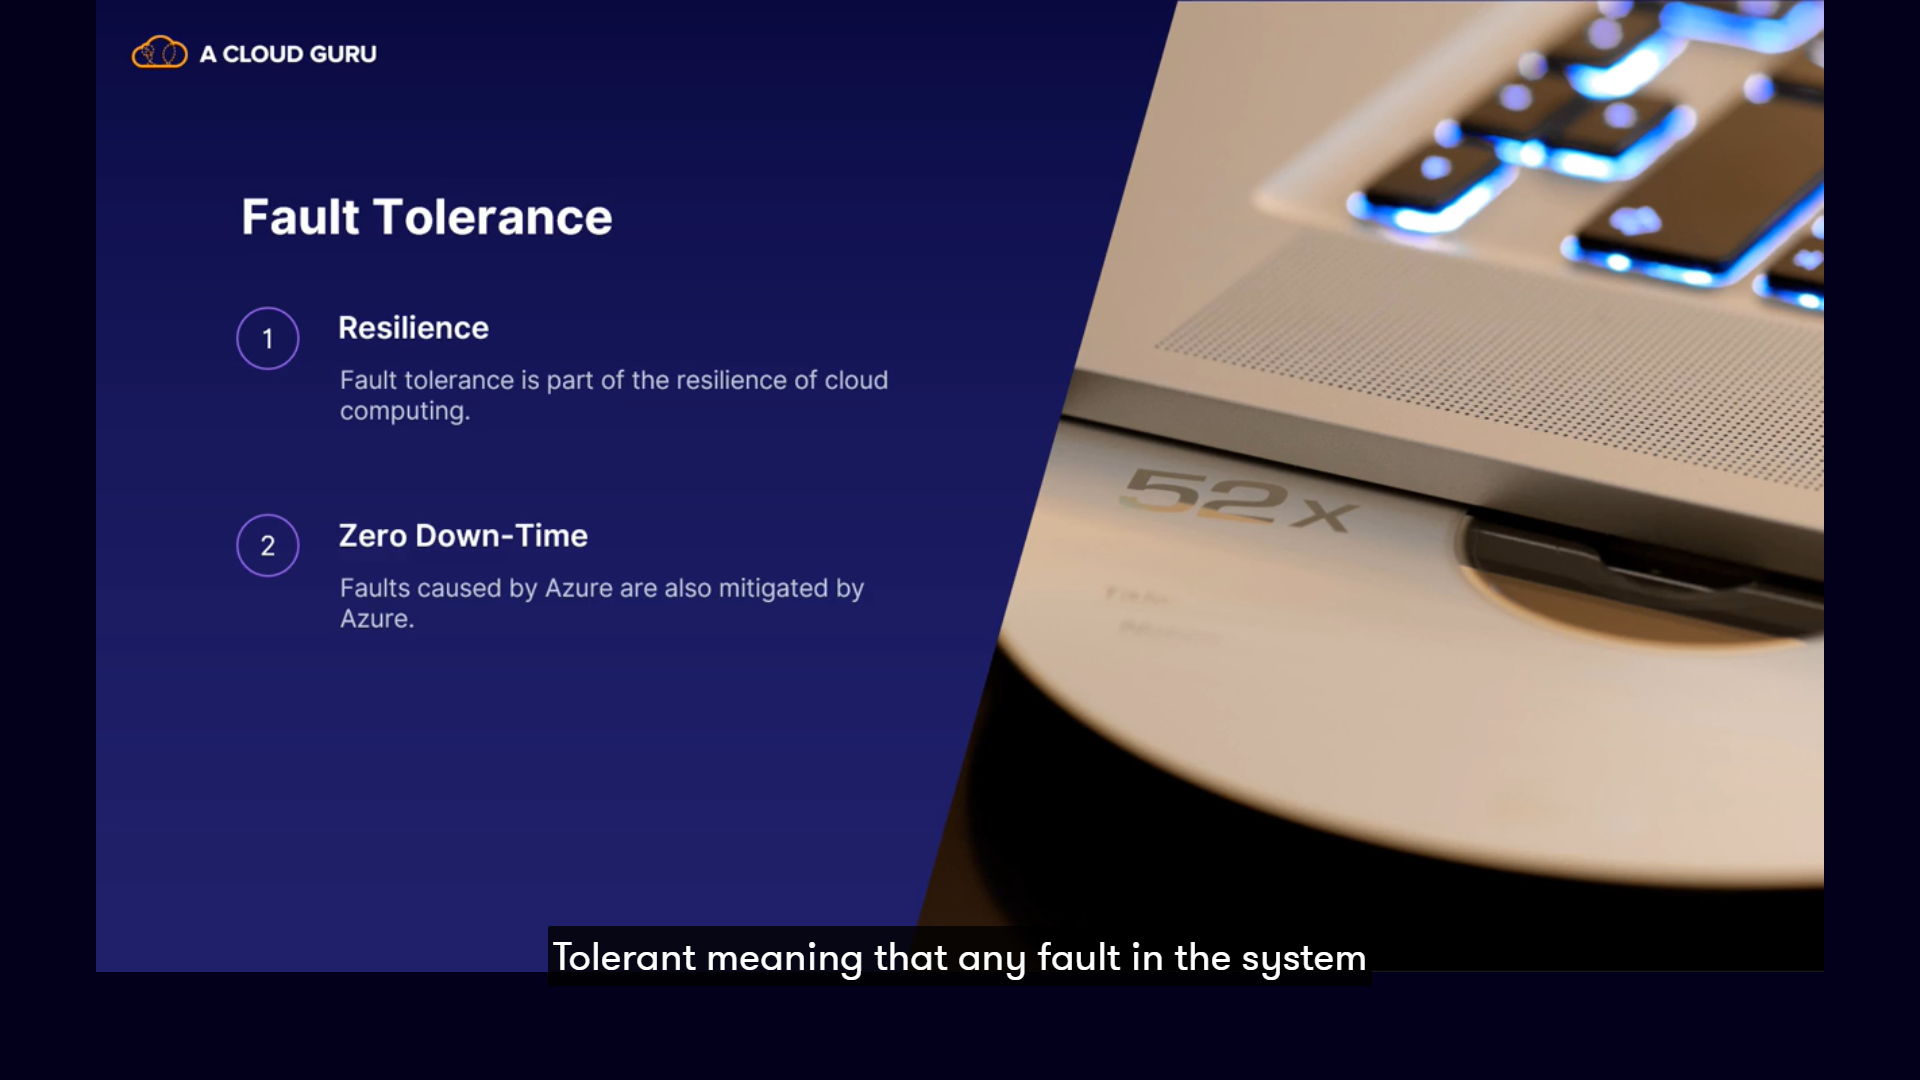 A CLOUD GURU
Fault Tolerance
1
Resilience
Fault tolerance is part of the resilience of cloud
computing.
2
Zero Down-Time
Faults caused by Azure are also mitigated by
Azure.
52x
Tolerant meaning that any fault in the system